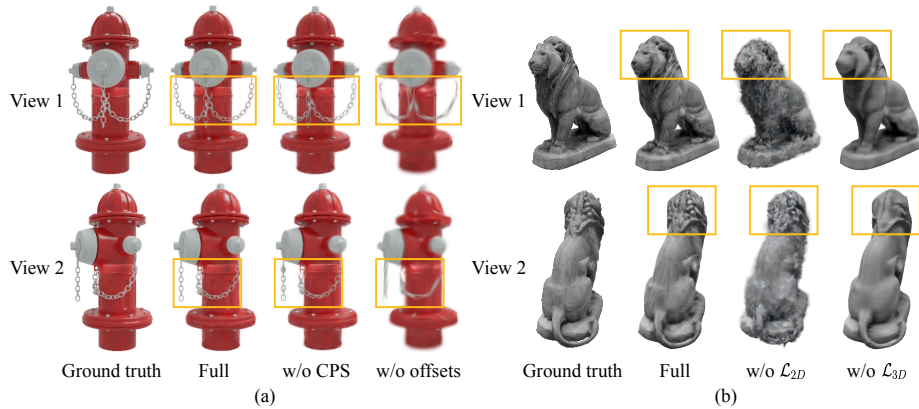 View 1
View 2
Ground truth Full w/o CPS w/o offsets
(a)
View 1
View 2
Ground truth Full w/o 𝓛2D w/o 𝓛3D
(b)